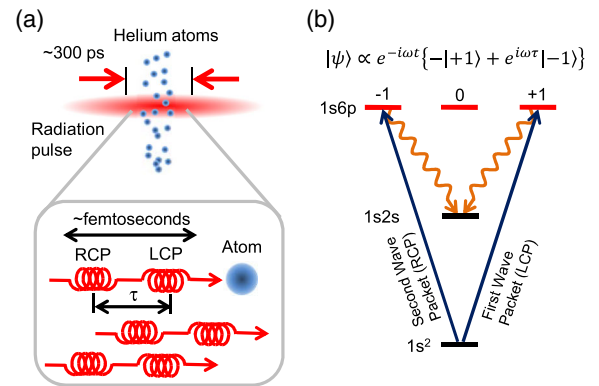 (a)
Helium atoms
~300 ps
Radiation
pulse
~femtoseconds
RCP
LCP
Atom
τ
(b)
|ψ⟩ ∝ e^{-iωt}{-|+1⟩ + e^{iωτ}|-1⟩}
-1
0
+1
1s6p
1s2s
Second Wave
Packet (RCP)
First Wave
Packet (LCP)
1s²